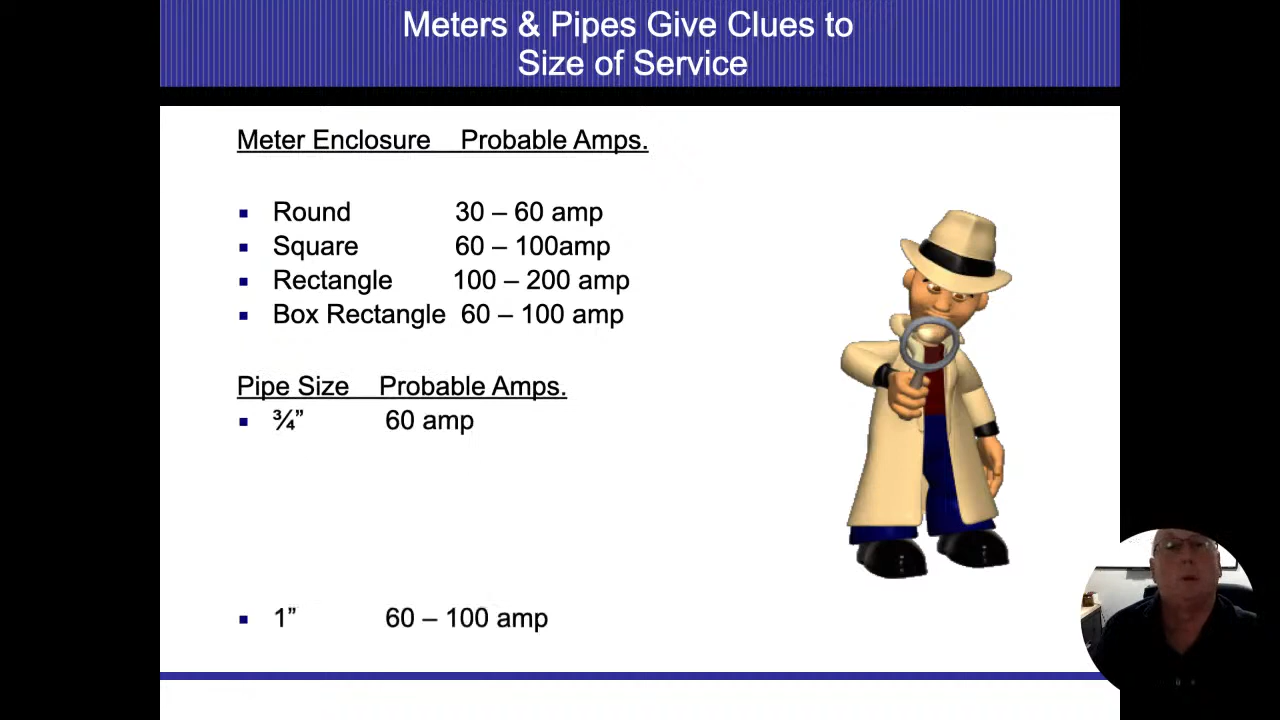 Meters & Pipes Give Clues to
Size of Service
Meter Enclosure Probable Amps.
▪ Round 30 – 60 amp
▪ Square 60 – 100amp
▪ Rectangle 100 – 200 amp
▪ Box Rectangle 60 – 100 amp
Pipe Size Probable Amps.
▪ ¾” 60 amp
▪ 1” 60 – 100 amp